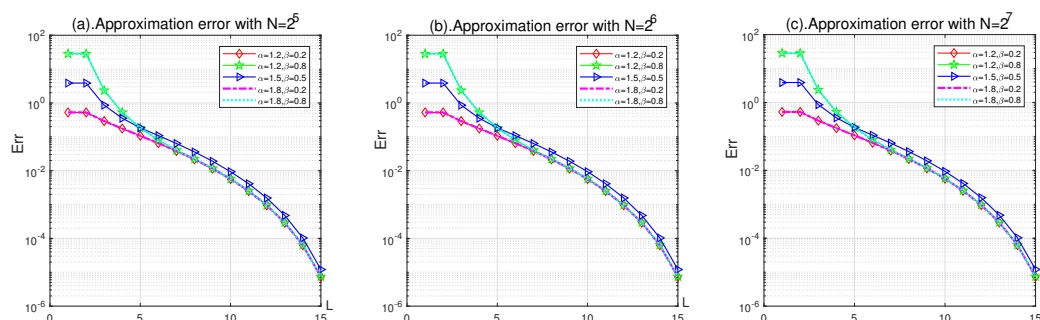 (a).Approximation error with N=2^5
10^2
10^0
10^-2
10^-4
10^-6
Err
5
10
15
L
α=1.2,β=0.2
α=1.2,β=0.8
α=1.5,β=0.5
α=1.8,β=0.2
α=1.8,β=0.8
(b).Approximation error with N=2^6
10^2
10^0
10^-2
10^-4
10^-6
Err
5
10
15
L
α=1.2,β=0.2
α=1.2,β=0.8
α=1.5,β=0.5
α=1.8,β=0.2
α=1.8,β=0.8
(c).Approximation error with N=2^7
10^2
10^0
10^-2
10^-4
10^-6
Err
5
10
15
α=1.2,β=0.2
α=1.2,β=0.8
α=1.5,β=0.5
α=1.8,β=0.2
α=1.8,β=0.8